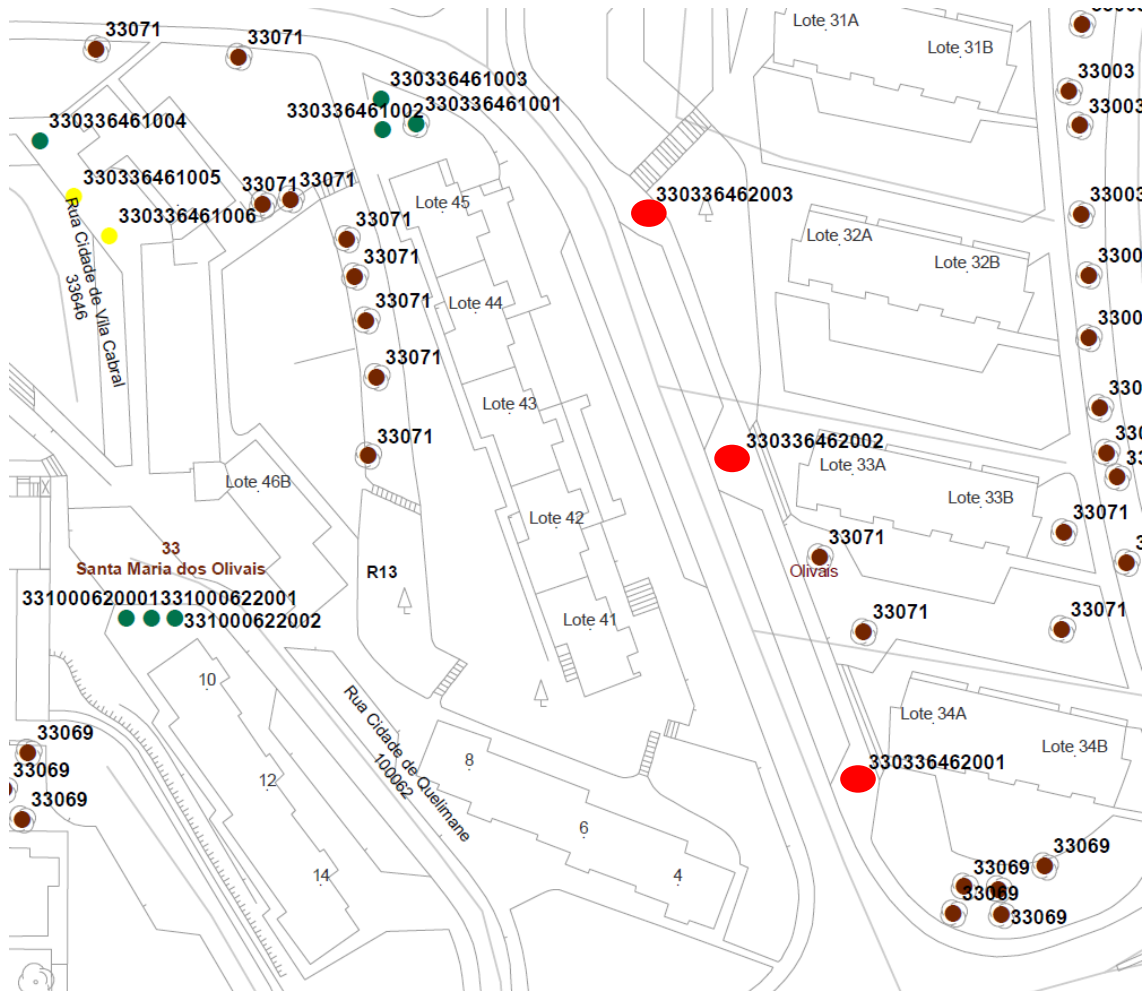 33071
33071
330336461003
330336461002
330336461001
330336461004
330336461005
330336461006
33071
33071
33071
33071
33071
33071
33071
Rua Cidade de Vila Cabral
33646
Lote 45
Lote 44
Lote 43
Lote 42
Lote 41
Lote 46B
33
Santa Maria dos Olivais
R13
331000620001
331000622001
331000622002
10
12
14
Rua Cidade de Quelimane
100062
8
6
4
33069
33069
33069
Lote 31A
Lote 31B
33003
33003
33003
330336462003
Lote 32A
Lote 32B
330336462002
Lote 33A
Lote 33B
33071
33071
Olivais
33071
33071
Lote 34A
Lote 34B
330336462001
33069
33069
33069
33069